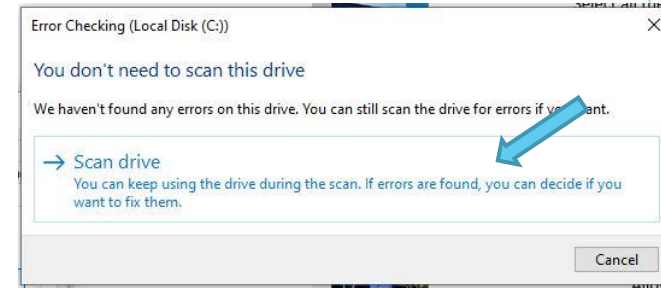 Error Checking (Local Disk (C:))
You don't need to scan this drive
We haven't found any errors on this drive. You can still scan the drive for errors if ant.
Scan drive
You can keep using the drive during the scan. If errors are found, you can decide if you
want to fix them.
Cancel